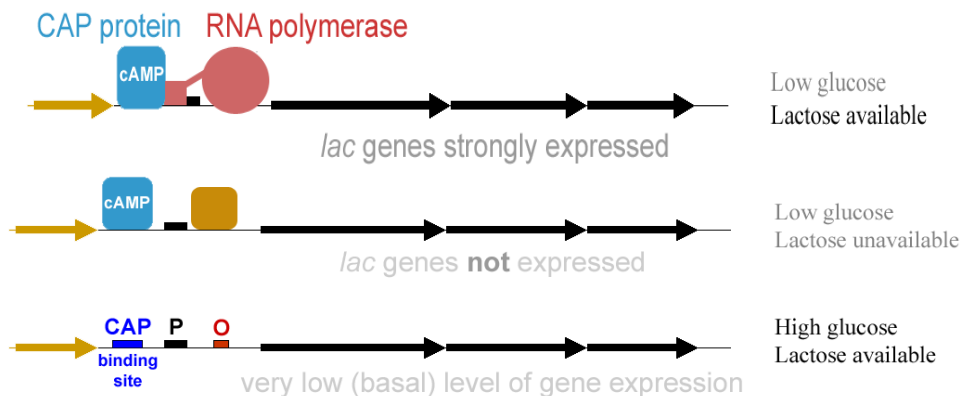 CAP protein RNA polymerase
cAMP
Low glucose
Lactose available
lac genes strongly expressed
cAMP
Low glucose
Lactose unavailable
lac genes not expressed
CAP P O
binding
site
High glucose
Lactose available
very low (basal) level of gene expression